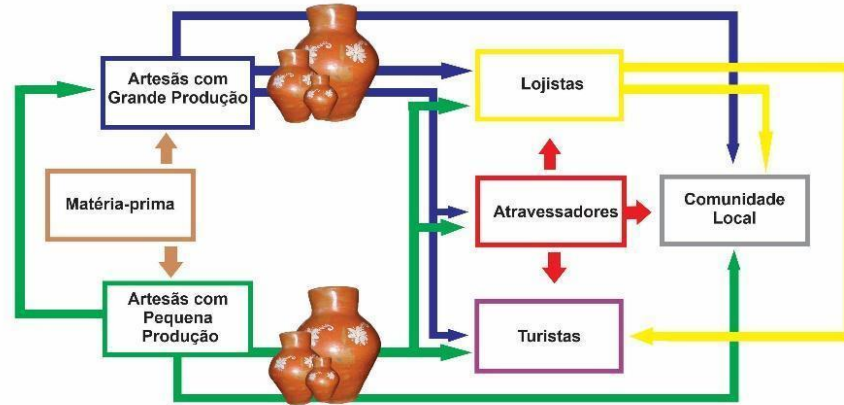 Artesãs com
Grande Produção
Lojistas
Matéria-prima
Atravessadores
Comunidade
Local
Artesãs com
Pequena
Produção
Turistas